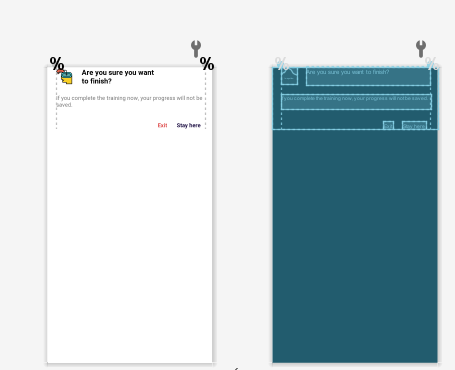 %
%
Are you sure you want
to finish?
If you complete the training now, your progress will not be
saved.
Exit
Stay here
Are you sure you want to finish?
If you complete the training now, your progress will not be saved.
Exit
Stay here